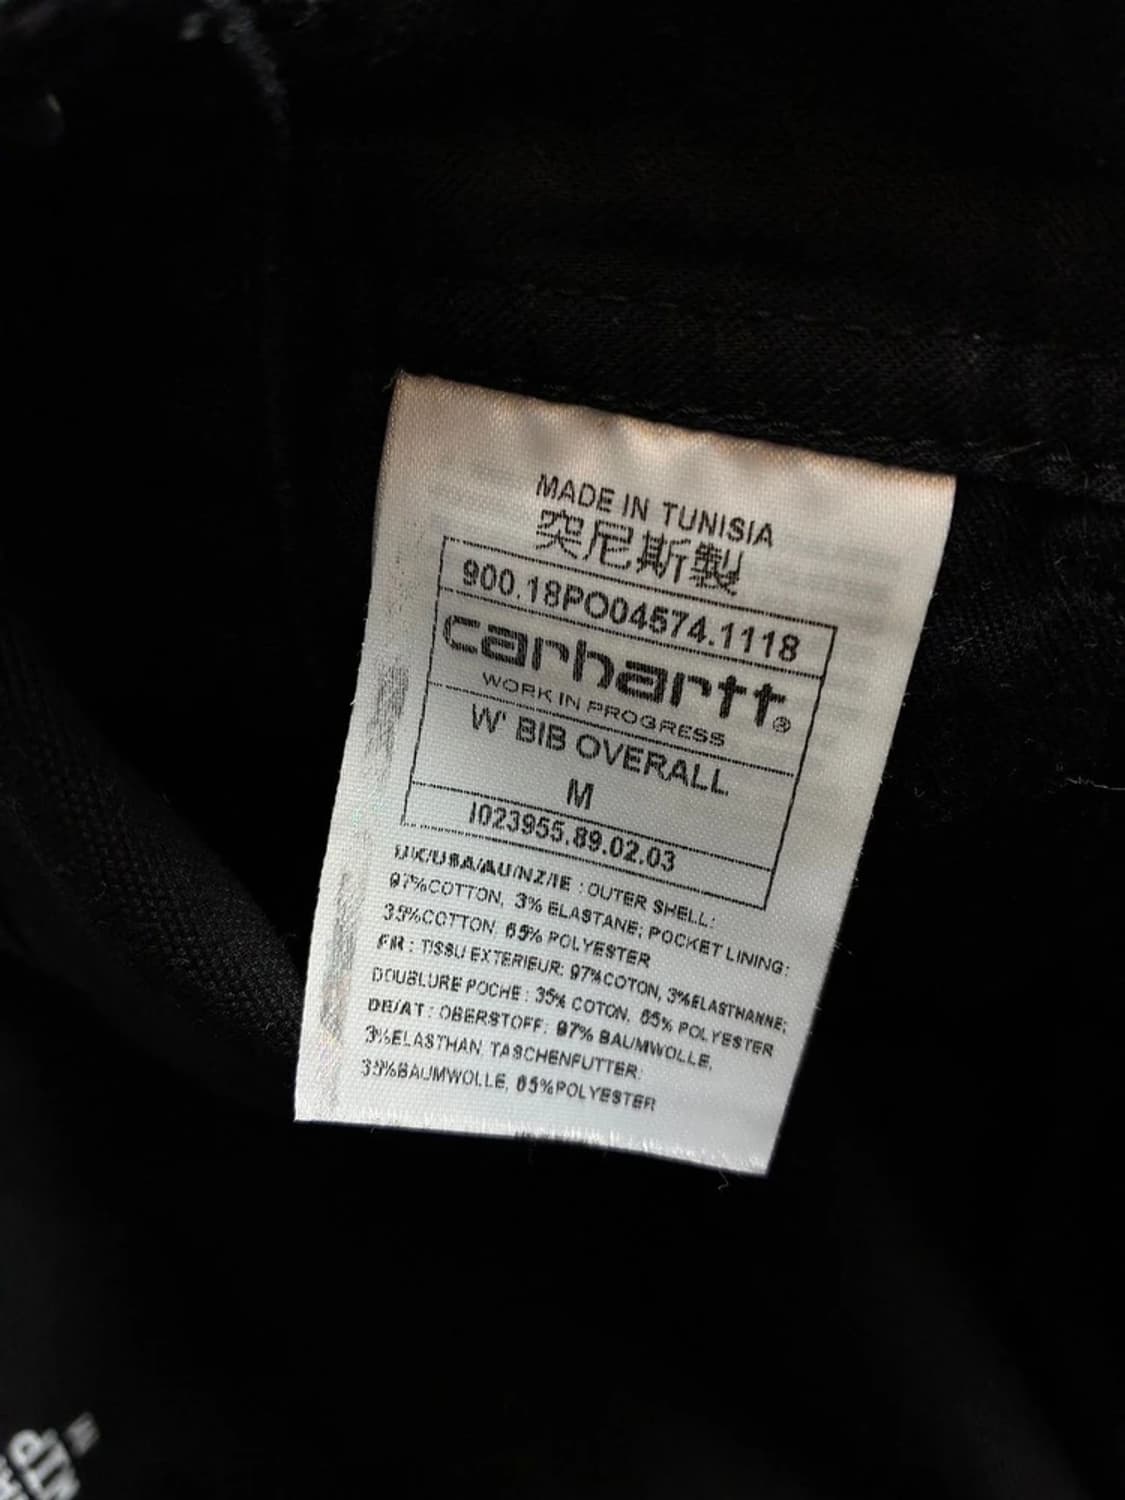 MADE IN TUNISIA
突尼斯製
900.18PO04574.1118
carhartt®
WORK IN PROGRESS
W' BIB OVERALL
M
I023955.89.02.03
UK/USA/AU/NZ/IE : OUTER SHELL:
97%COTTON, 3% ELASTANE; POCKET LINING:
35%COTTON, 65% POLYESTER
FR : TISSU EXTERIEUR: 97%COTON, 3%ELASTHANNE;
DOUBLURE POCHE : 35% COTON, 65% POLYESTER
DE/AT : OBERSTOFF: 97% BAUMWOLLE,
3%ELASTHAN, TASCHENFUTTER:
35%BAUMWOLLE, 65%POLYESTER